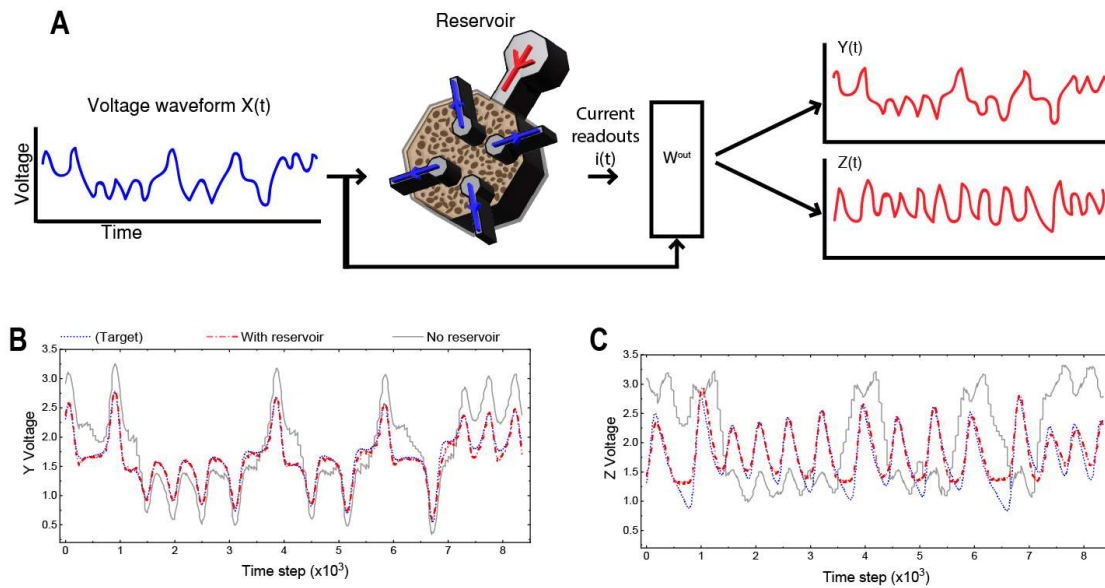 A
Reservoir
Voltage waveform X(t)
Voltage
Time
Current
readouts
i(t)
Wout
Y(t)
Z(t)
B
(Target)
With reservoir
No reservoir
3.5
3.0
2.5
2.0
1.5
1.0
0.5
Y Voltage
0
1
2
3
4
5
6
7
8
Time step (x10³)
C
3.5
3.0
2.5
2.0
1.5
1.0
0.5
Z Voltage
0
1
2
3
4
5
6
7
8
Time step (x10³)